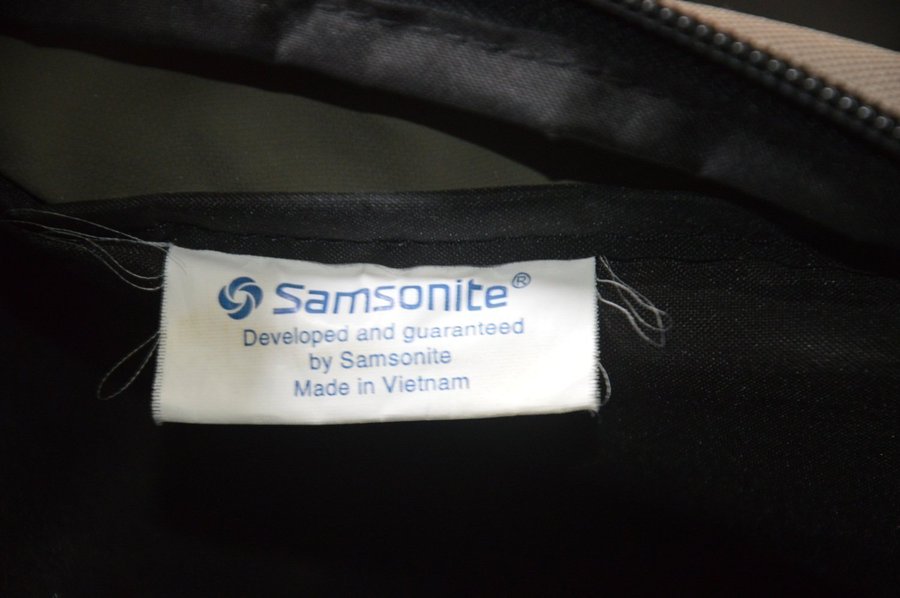 Samsonite®
Developed and guaranteed
by Samsonite
Made in Vietnam